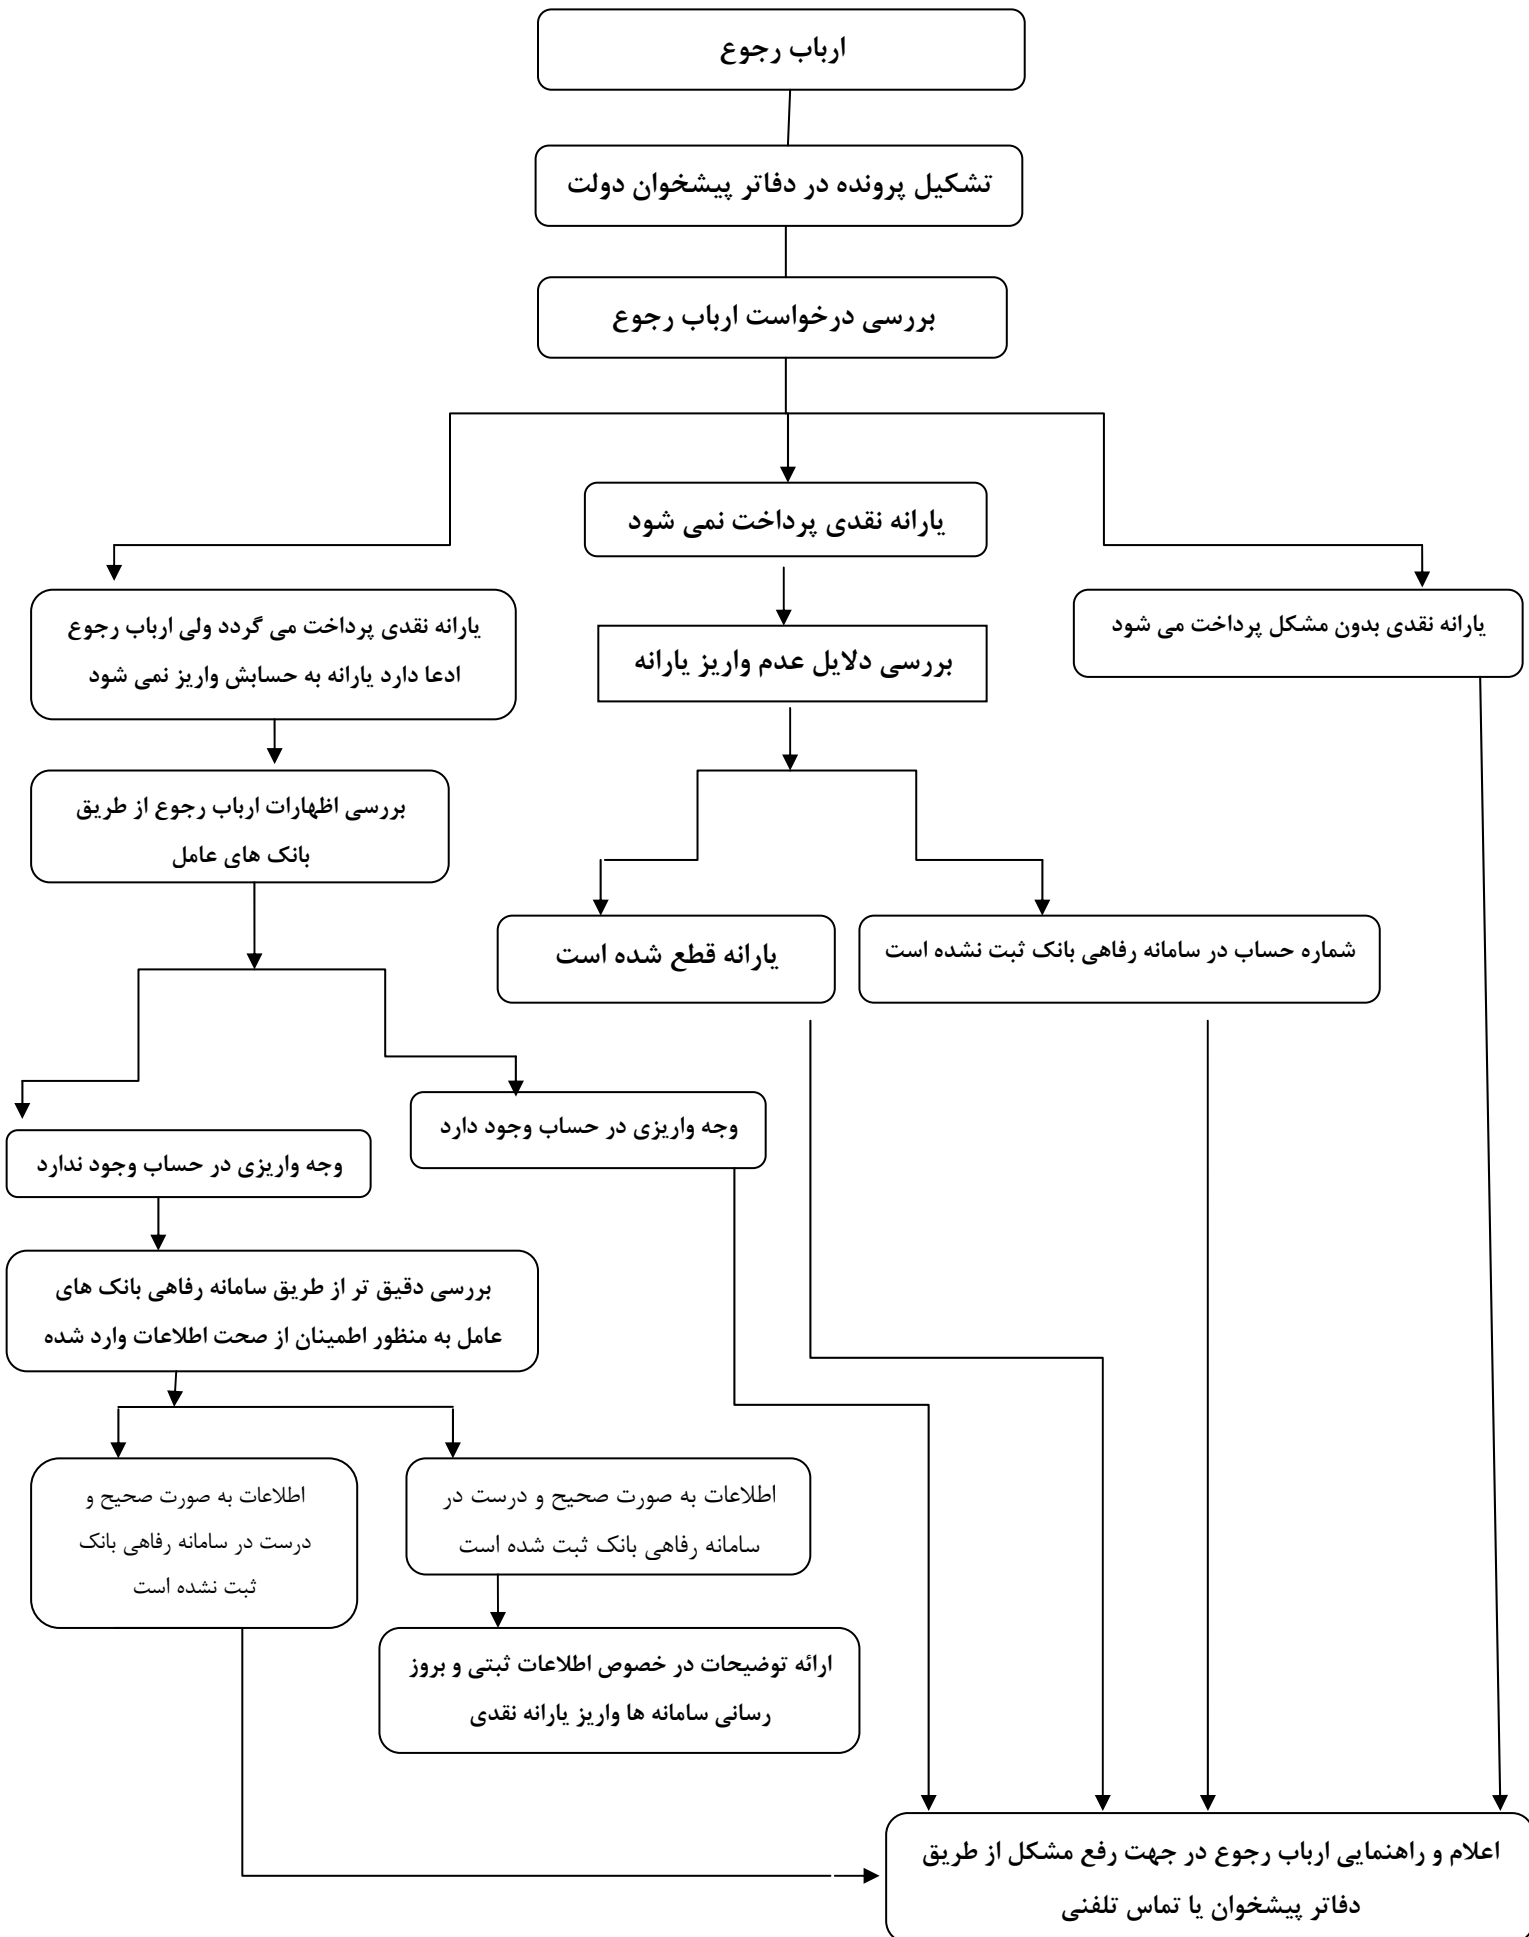 ارباب رجوع
تشکیل پرونده در دفاتر پیشخوان دولت
بررسی درخواست ارباب رجوع
یارانه نقدی پرداخت نمی شود
یارانه نقدی بدون مشکل پرداخت می شود
یارانه نقدی پرداخت می گردد ولی ارباب رجوع
ادعا دارد یارانه به حسابش واریز نمی شود
بررسی دلایل عدم واریز یارانه
بررسی اظهارات ارباب رجوع از طریق
بانک های عامل
شماره حساب در سامانه رفاهی بانک ثبت نشده است
یارانه قطع شده است
وجه واریزی در حساب وجود دارد
وجه واریزی در حساب وجود ندارد
بررسی دقیق تر از طریق سامانه رفاهی بانک های
عامل به منظور اطمینان از صحت اطلاعات وارد شده
اطلاعات به صورت صحیح و درست در
سامانه رفاهی بانک ثبت شده است
اطلاعات به صورت صحیح و
درست در سامانه رفاهی بانک
ثبت نشده است
ارائه توضیحات در خصوص اطلاعات ثبتی و بروز
رسانی سامانه ها واریز یارانه نقدی
اعلام و راهنمایی ارباب رجوع در جهت رفع مشکل از طریق
دفاتر پیشخوان یا تماس تلفنی